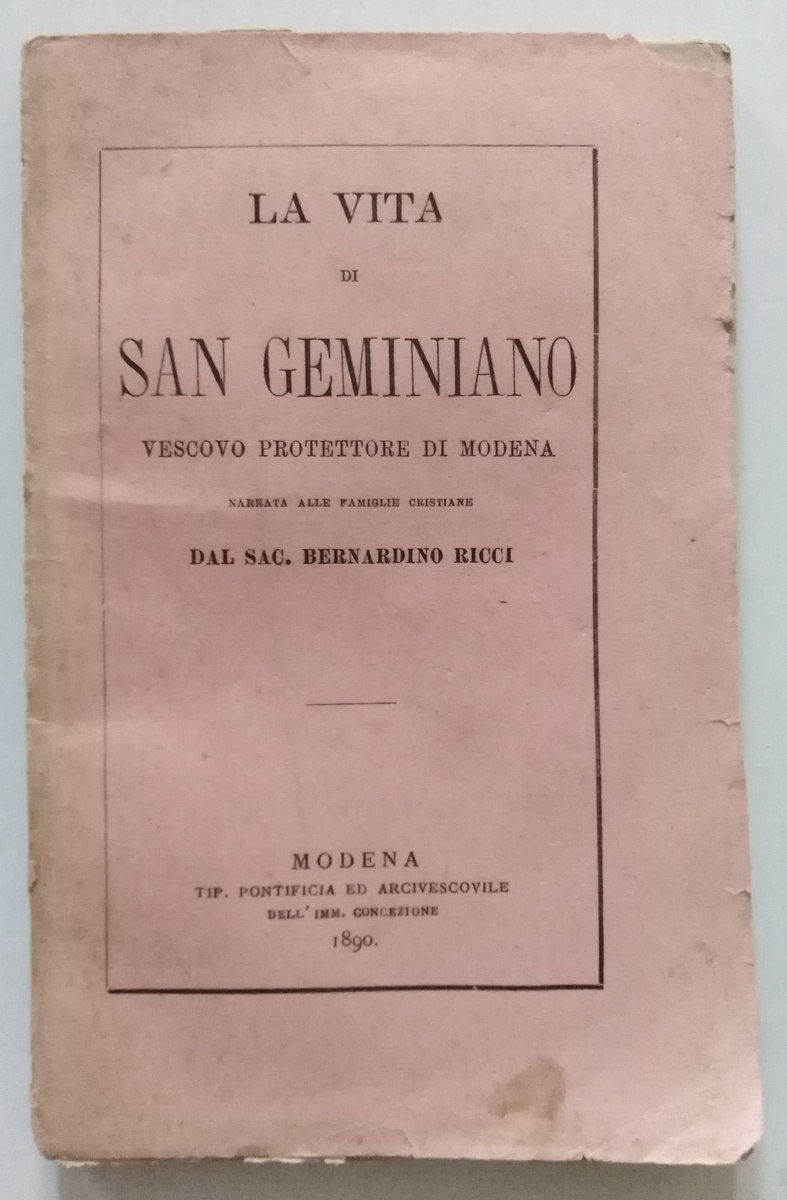 LA VITA
DI
SAN GEMINIANO
VESCOVO PROTETTORE DI MODENA
NARRATA ALLE FAMIGLIE CRISTIANE
DAL SAC. BERNARDINO RICCI
MODENA
TIP. PONTIFICIA ED ARCIVESCOVILE
DELL' IMM. CONCEZIONE
1890.